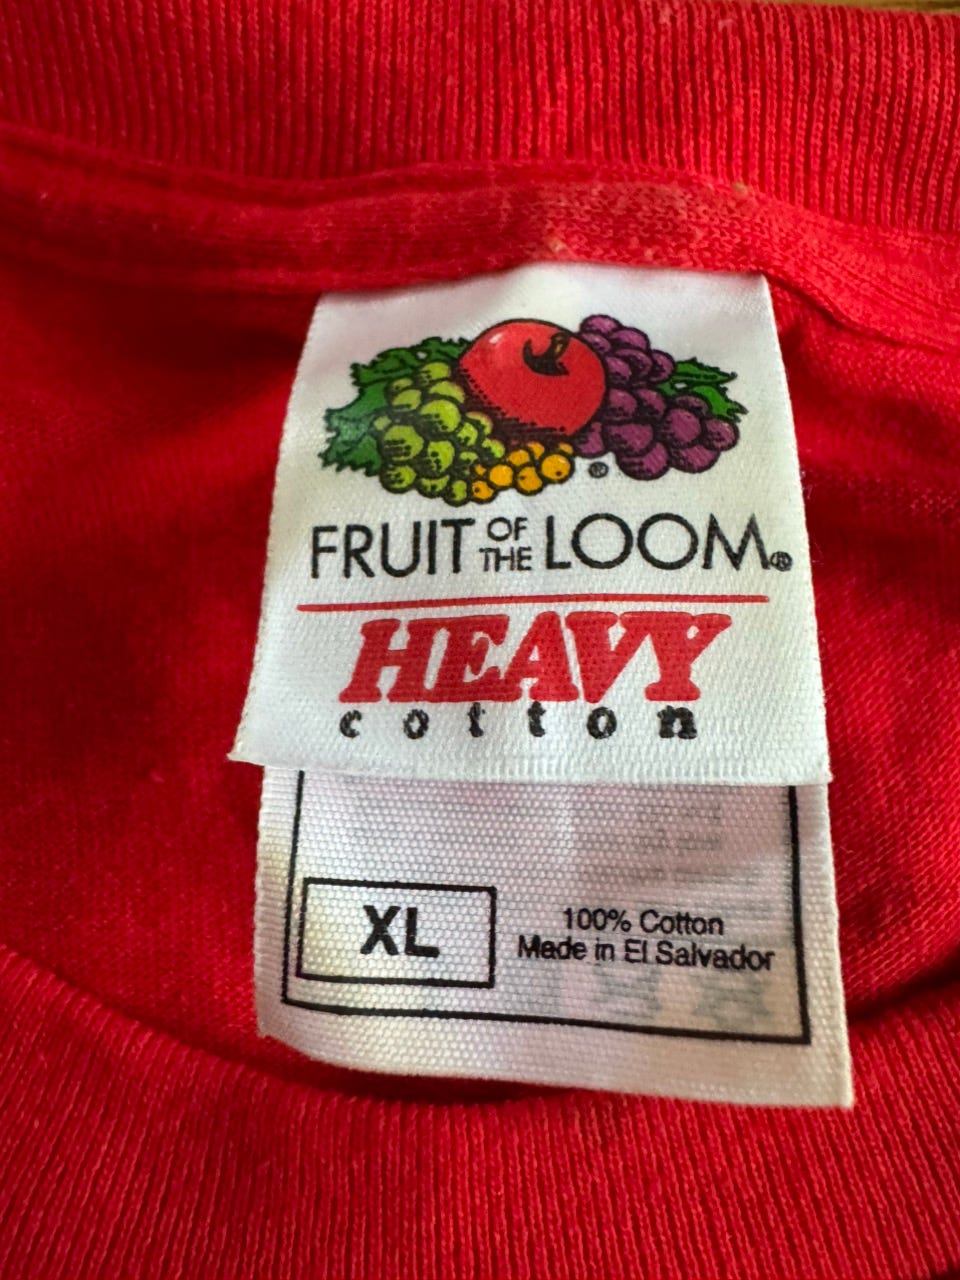 ®
FRUIT OF THE LOOM®
HEAVY
cotton
XL
100% Cotton
Made in El Salvador